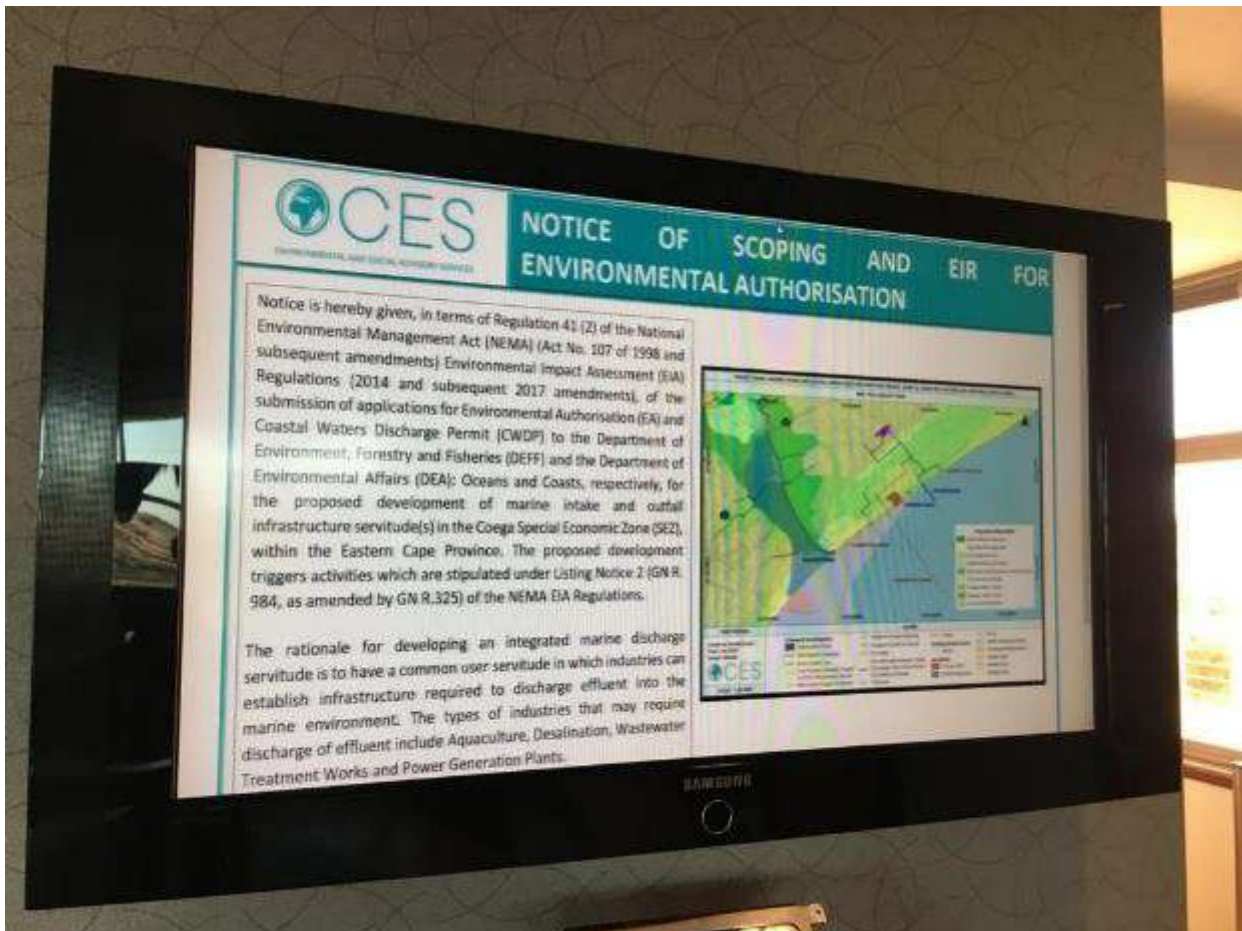 CES
ENVIRONMENTAL AND SOCIAL ADVISORY SERVICES
NOTICE OF SCOPING AND EIR FOR
ENVIRONMENTAL AUTHORISATION
Notice is hereby given, in terms of Regulation 41 (2) of the National
Environmental Management Act (NEMA) (Act No. 107 of 1998 and
subsequent amendments) Environmental Impact Assessment (EIA)
Regulations (2014 and subsequent 2017 amendments), of the
submission of applications for Environmental Authorisation (EA) and
Coastal Waters Discharge Permit (CWDP) to the Department of
Environment, Forestry and Fisheries (DEFF) and the Department of
Environmental Affairs (DEA): Oceans and Coasts, respectively, for
the proposed development of marine intake and outfall
infrastructure servitude(s) in the Coega Special Economic Zone (SEZ),
within the Eastern Cape Province. The proposed development
triggers activities which are stipulated under Listing Notice 2 (GN R.
984, as amended by GN R.325) of the NEMA EIA Regulations.
The rationale for developing an integrated marine discharge
servitude is to have a common user servitude in which industries can
establish infrastructure required to discharge effluent into the
marine environment. The types of industries that may require
discharge of effluent include Aquaculture, Desalination, Wastewater
Treatment Works and Power Generation Plants.
CES
SAMSUNG